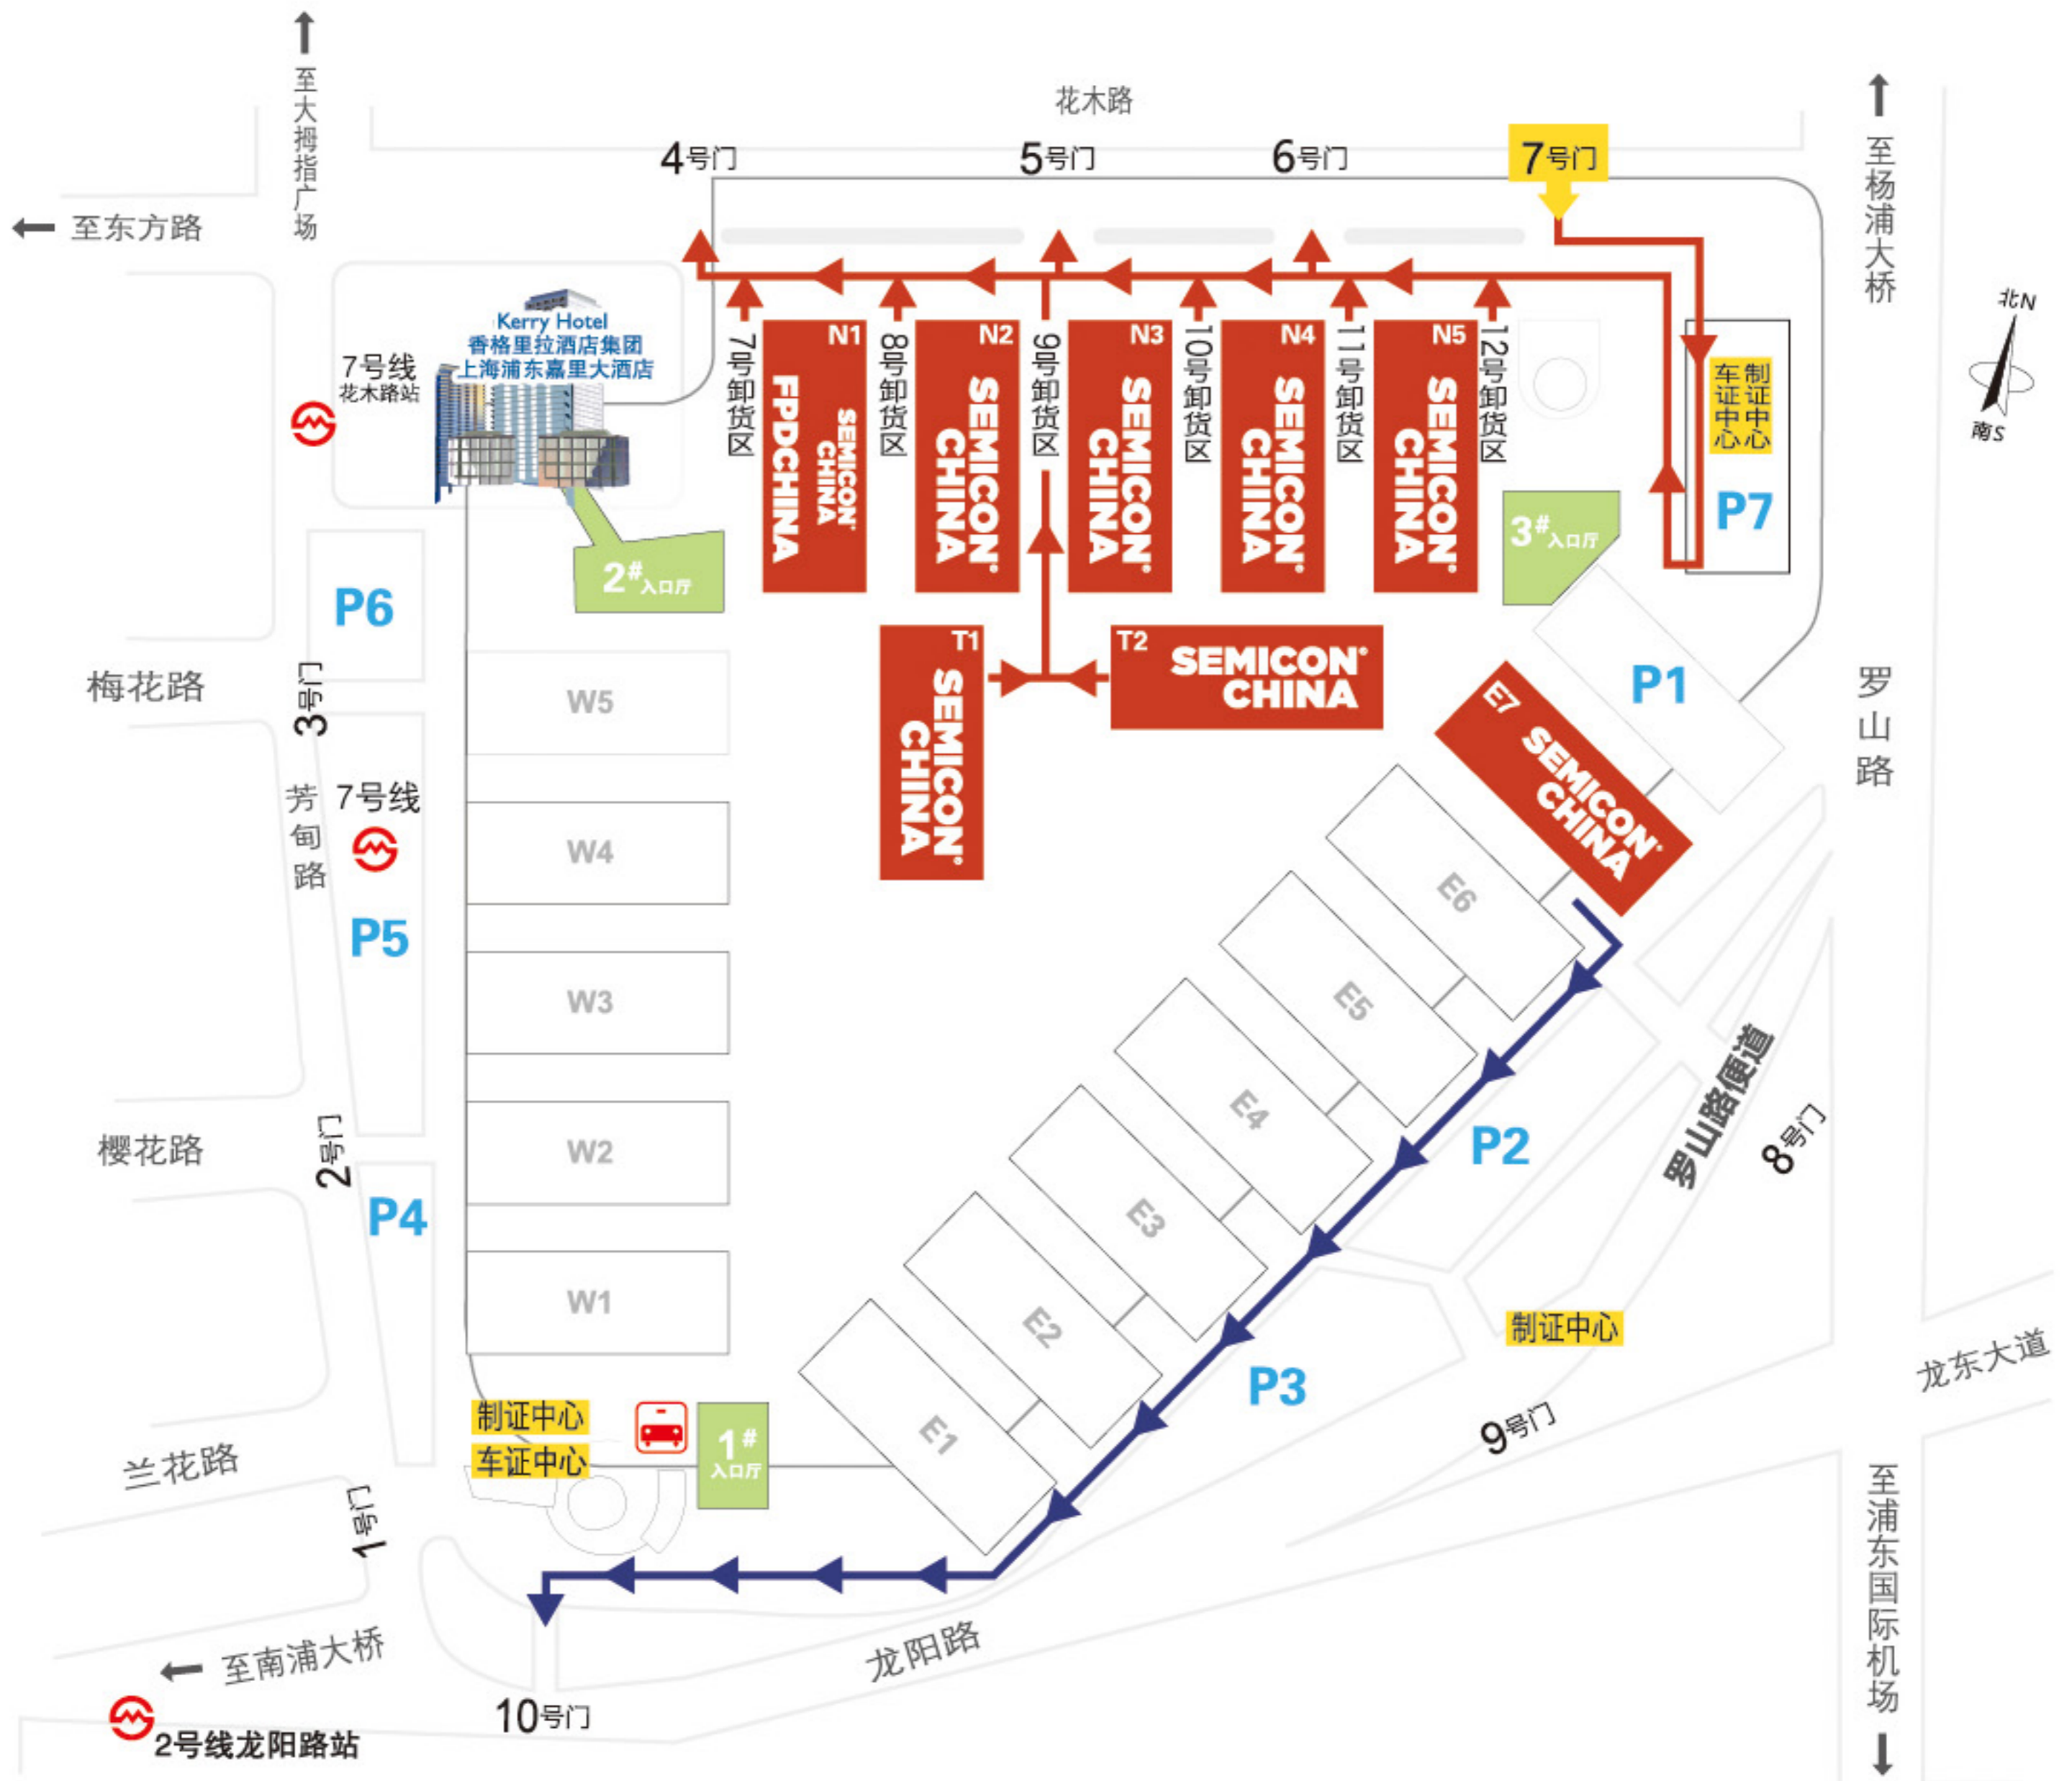 至大拇指广场
花木路
至杨浦大桥
4号门
5号门
6号门
7号门
至东方路
北N
南S
Kerry Hotel
香格里拉酒店集团
上海浦东嘉里大酒店
7号线
花木路站
7号卸货区
N1
FPDCHINA
SEMICON
CHINA
8号卸货区
N2
SEMICON
CHINA
9号卸货区
N3
SEMICON
CHINA
10号卸货区
N4
SEMICON
CHINA
11号卸货区
N5
SEMICON
CHINA
12号卸货区
制证中心
车证中心
P7
3#入口厅
2#入口厅
P6
T1
SEMICON
CHINA
T2
SEMICON
CHINA
P1
E7
SEMICON
CHINA
梅花路
3号门
W5
罗山路
芳甸路
7号线
P5
W4
E6
W3
E5
罗山路便道
8号门
樱花路
2号门
W2
E4
P2
P4
E3
W1
E2
制证中心
P3
龙东大道
制证中心
车证中心
1#
入口厅
E1
9号门
兰花路
1号门
至浦东国际机场
至南浦大桥
龙阳路
10号门
2号线龙阳路站